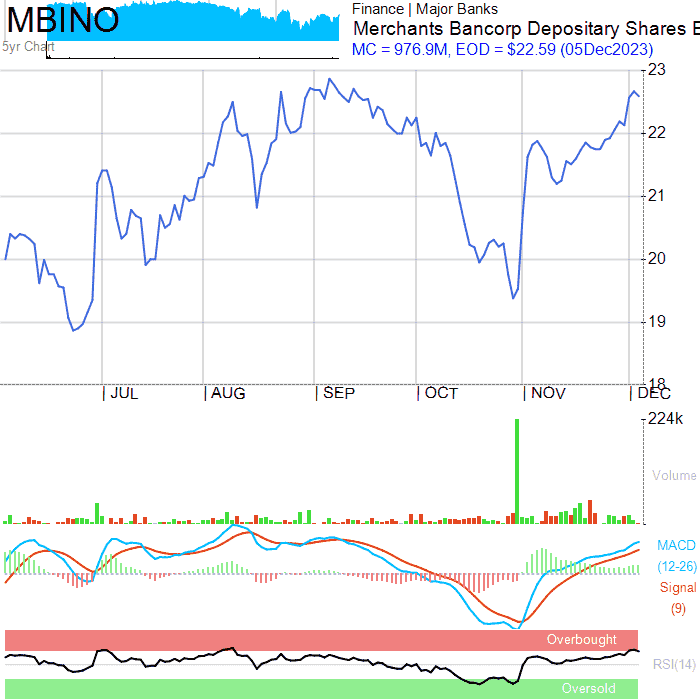 MBINO
5yr Chart
Finance | Major Banks
Merchants Bancorp Depositary Shares E
MC = 976.9M, EOD = $22.59 (05Dec2023)
23
22
21
20
19
18
JUL AUG SEP OCT NOV DEC
224k
Volume
MACD
(12-26)
Signal
(9)
Overbought
RSI(14)
Oversold